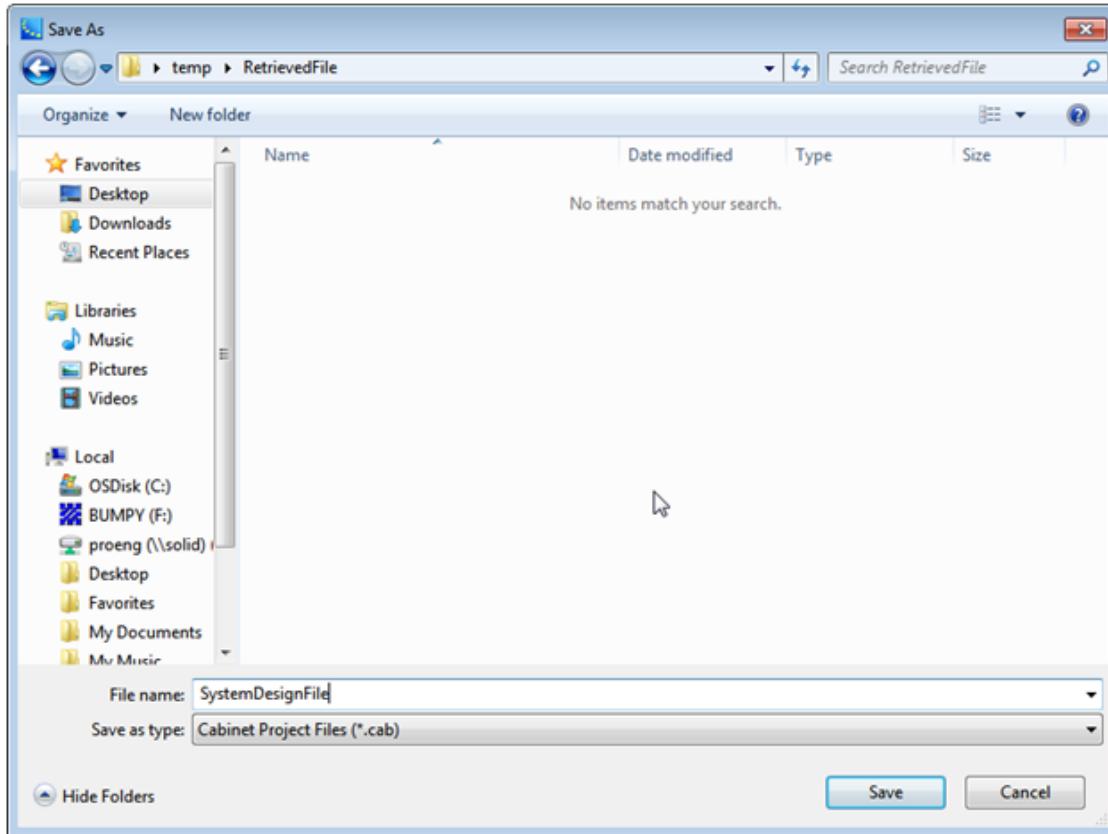 Save As
temp RetrievedFile
Search RetrievedFile
Organize New folder
Name Date modified Type Size
No items match your search.
Favorites
Desktop
Downloads
Recent Places
Libraries
Music
Pictures
Videos
Local
OSDisk (C:)
BUMPY (F:)
proeng (\\solid)
Desktop
Favorites
My Documents
My Music
File name: SystemDesignFile
Save as type: Cabinet Project Files (*.cab)
Hide Folders Save Cancel